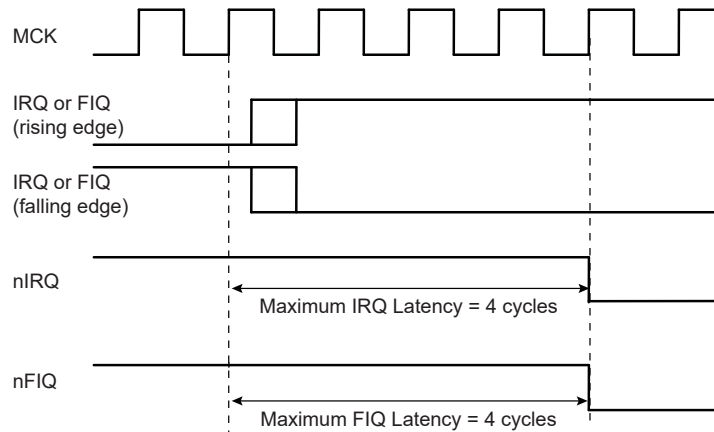 MCK
IRQ or FIQ
(rising edge)
IRQ or FIQ
(falling edge)
nIRQ
Maximum IRQ Latency = 4 cycles
nFIQ
Maximum FIQ Latency = 4 cycles